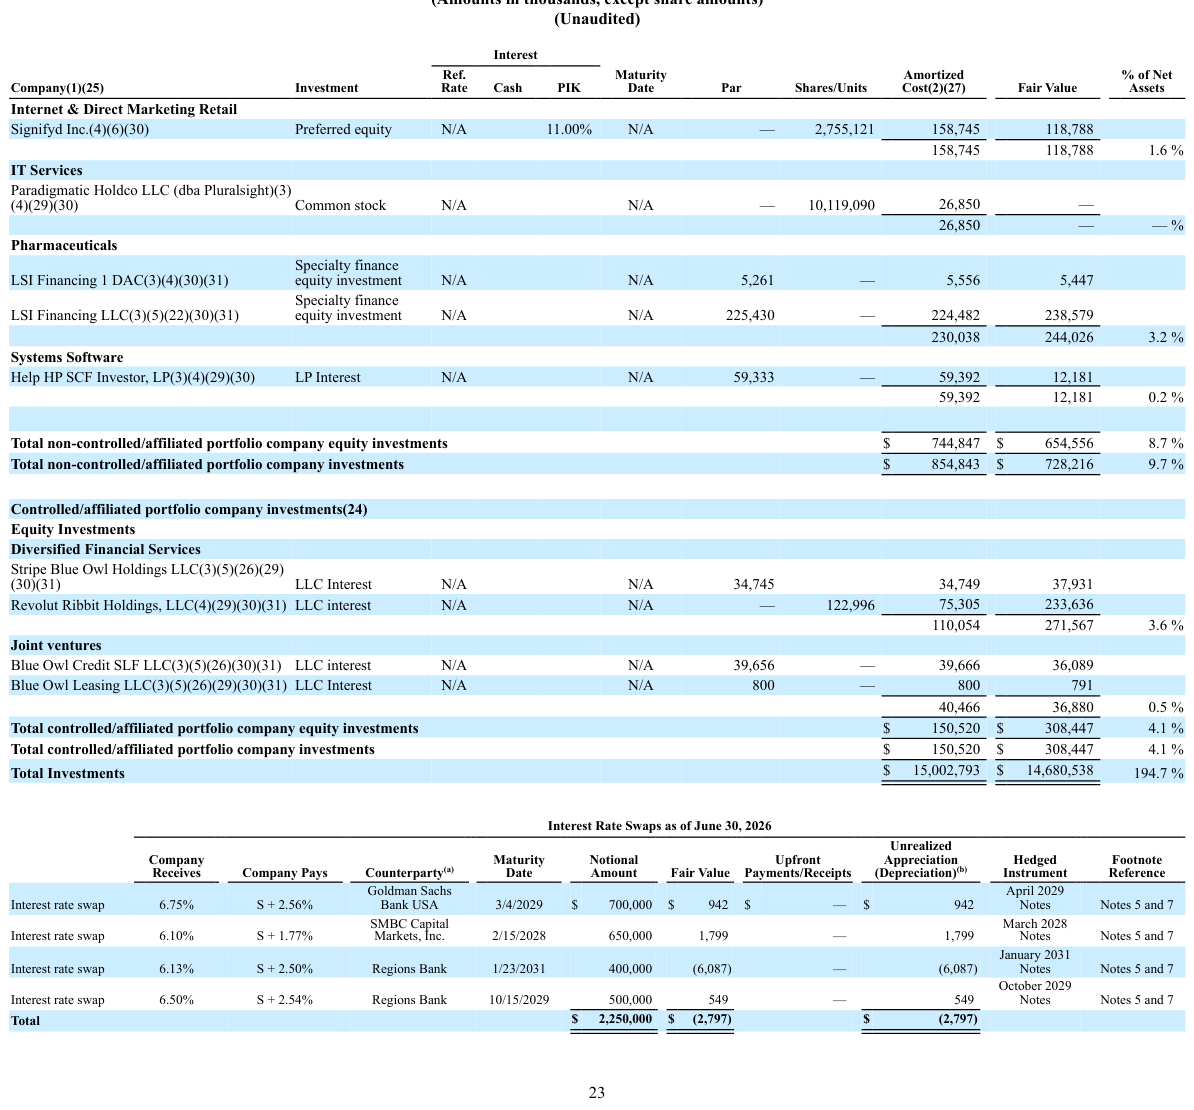 (Amounts in thousands, except share amounts)
(Unaudited)
Interest
Company(1)(25) Investment Ref. Rate Cash PIK Maturity Date Par Shares/Units Amortized Cost(2)(27) Fair Value % of Net Assets
Internet & Direct Marketing Retail
Signifyd Inc.(4)(6)(30) Preferred equity N/A 11.00% N/A — 2,755,121 158,745 118,788
158,745 118,788 1.6 %
IT Services
Paradigmatic Holdco LLC (dba Pluralsight)(3)
(4)(29)(30) Common stock N/A N/A — 10,119,090 26,850 —
26,850 — — %
Pharmaceuticals
LSI Financing 1 DAC(3)(4)(30)(31) Specialty finance equity investment N/A N/A 5,261 — 5,556 5,447
LSI Financing LLC(3)(5)(22)(30)(31) Specialty finance equity investment N/A N/A 225,430 — 224,482 238,579
230,038 244,026 3.2 %
Systems Software
Help HP SCF Investor, LP(3)(4)(29)(30) LP Interest N/A N/A 59,333 — 59,392 12,181
59,392 12,181 0.2 %
Total non-controlled/affiliated portfolio company equity investments $ 744,847 $ 654,556 8.7 %
Total non-controlled/affiliated portfolio company investments $ 854,843 $ 728,216 9.7 %
Controlled/affiliated portfolio company investments(24)
Equity Investments
Diversified Financial Services
Stripe Blue Owl Holdings LLC(3)(5)(26)(29)
(30)(31) LLC Interest N/A N/A 34,745 34,749 37,931
Revolut Ribbit Holdings, LLC(4)(29)(30)(31) LLC interest N/A N/A — 122,996 75,305 233,636
110,054 271,567 3.6 %
Joint ventures
Blue Owl Credit SLF LLC(3)(5)(26)(30)(31) LLC interest N/A N/A 39,656 — 39,666 36,089
Blue Owl Leasing LLC(3)(5)(26)(29)(30)(31) LLC Interest N/A N/A 800 — 800 791
40,466 36,880 0.5 %
Total controlled/affiliated portfolio company equity investments $ 150,520 $ 308,447 4.1 %
Total controlled/affiliated portfolio company investments $ 150,520 $ 308,447 4.1 %
Total Investments $ 15,002,793 $ 14,680,538 194.7 %
Interest Rate Swaps as of June 30, 2026
Company Receives Company Pays Counterparty(a) Maturity Date Notional Amount Fair Value Upfront Payments/Receipts Unrealized Appreciation (Depreciation)(b) Hedged Instrument Footnote Reference
Interest rate swap 6.75% S + 2.56% Goldman Sachs Bank USA 3/4/2029 $ 700,000 $ 942 $ — $ 942 April 2029 Notes Notes 5 and 7
Interest rate swap 6.10% S + 1.77% SMBC Capital Markets, Inc. 2/15/2028 650,000 1,799 — 1,799 March 2028 Notes Notes 5 and 7
Interest rate swap 6.13% S + 2.50% Regions Bank 1/23/2031 400,000 (6,087) — (6,087) January 2031 Notes Notes 5 and 7
Interest rate swap 6.50% S + 2.54% Regions Bank 10/15/2029 500,000 549 — 549 October 2029 Notes Notes 5 and 7
Total $ 2,250,000 $ (2,797) $ (2,797)
23